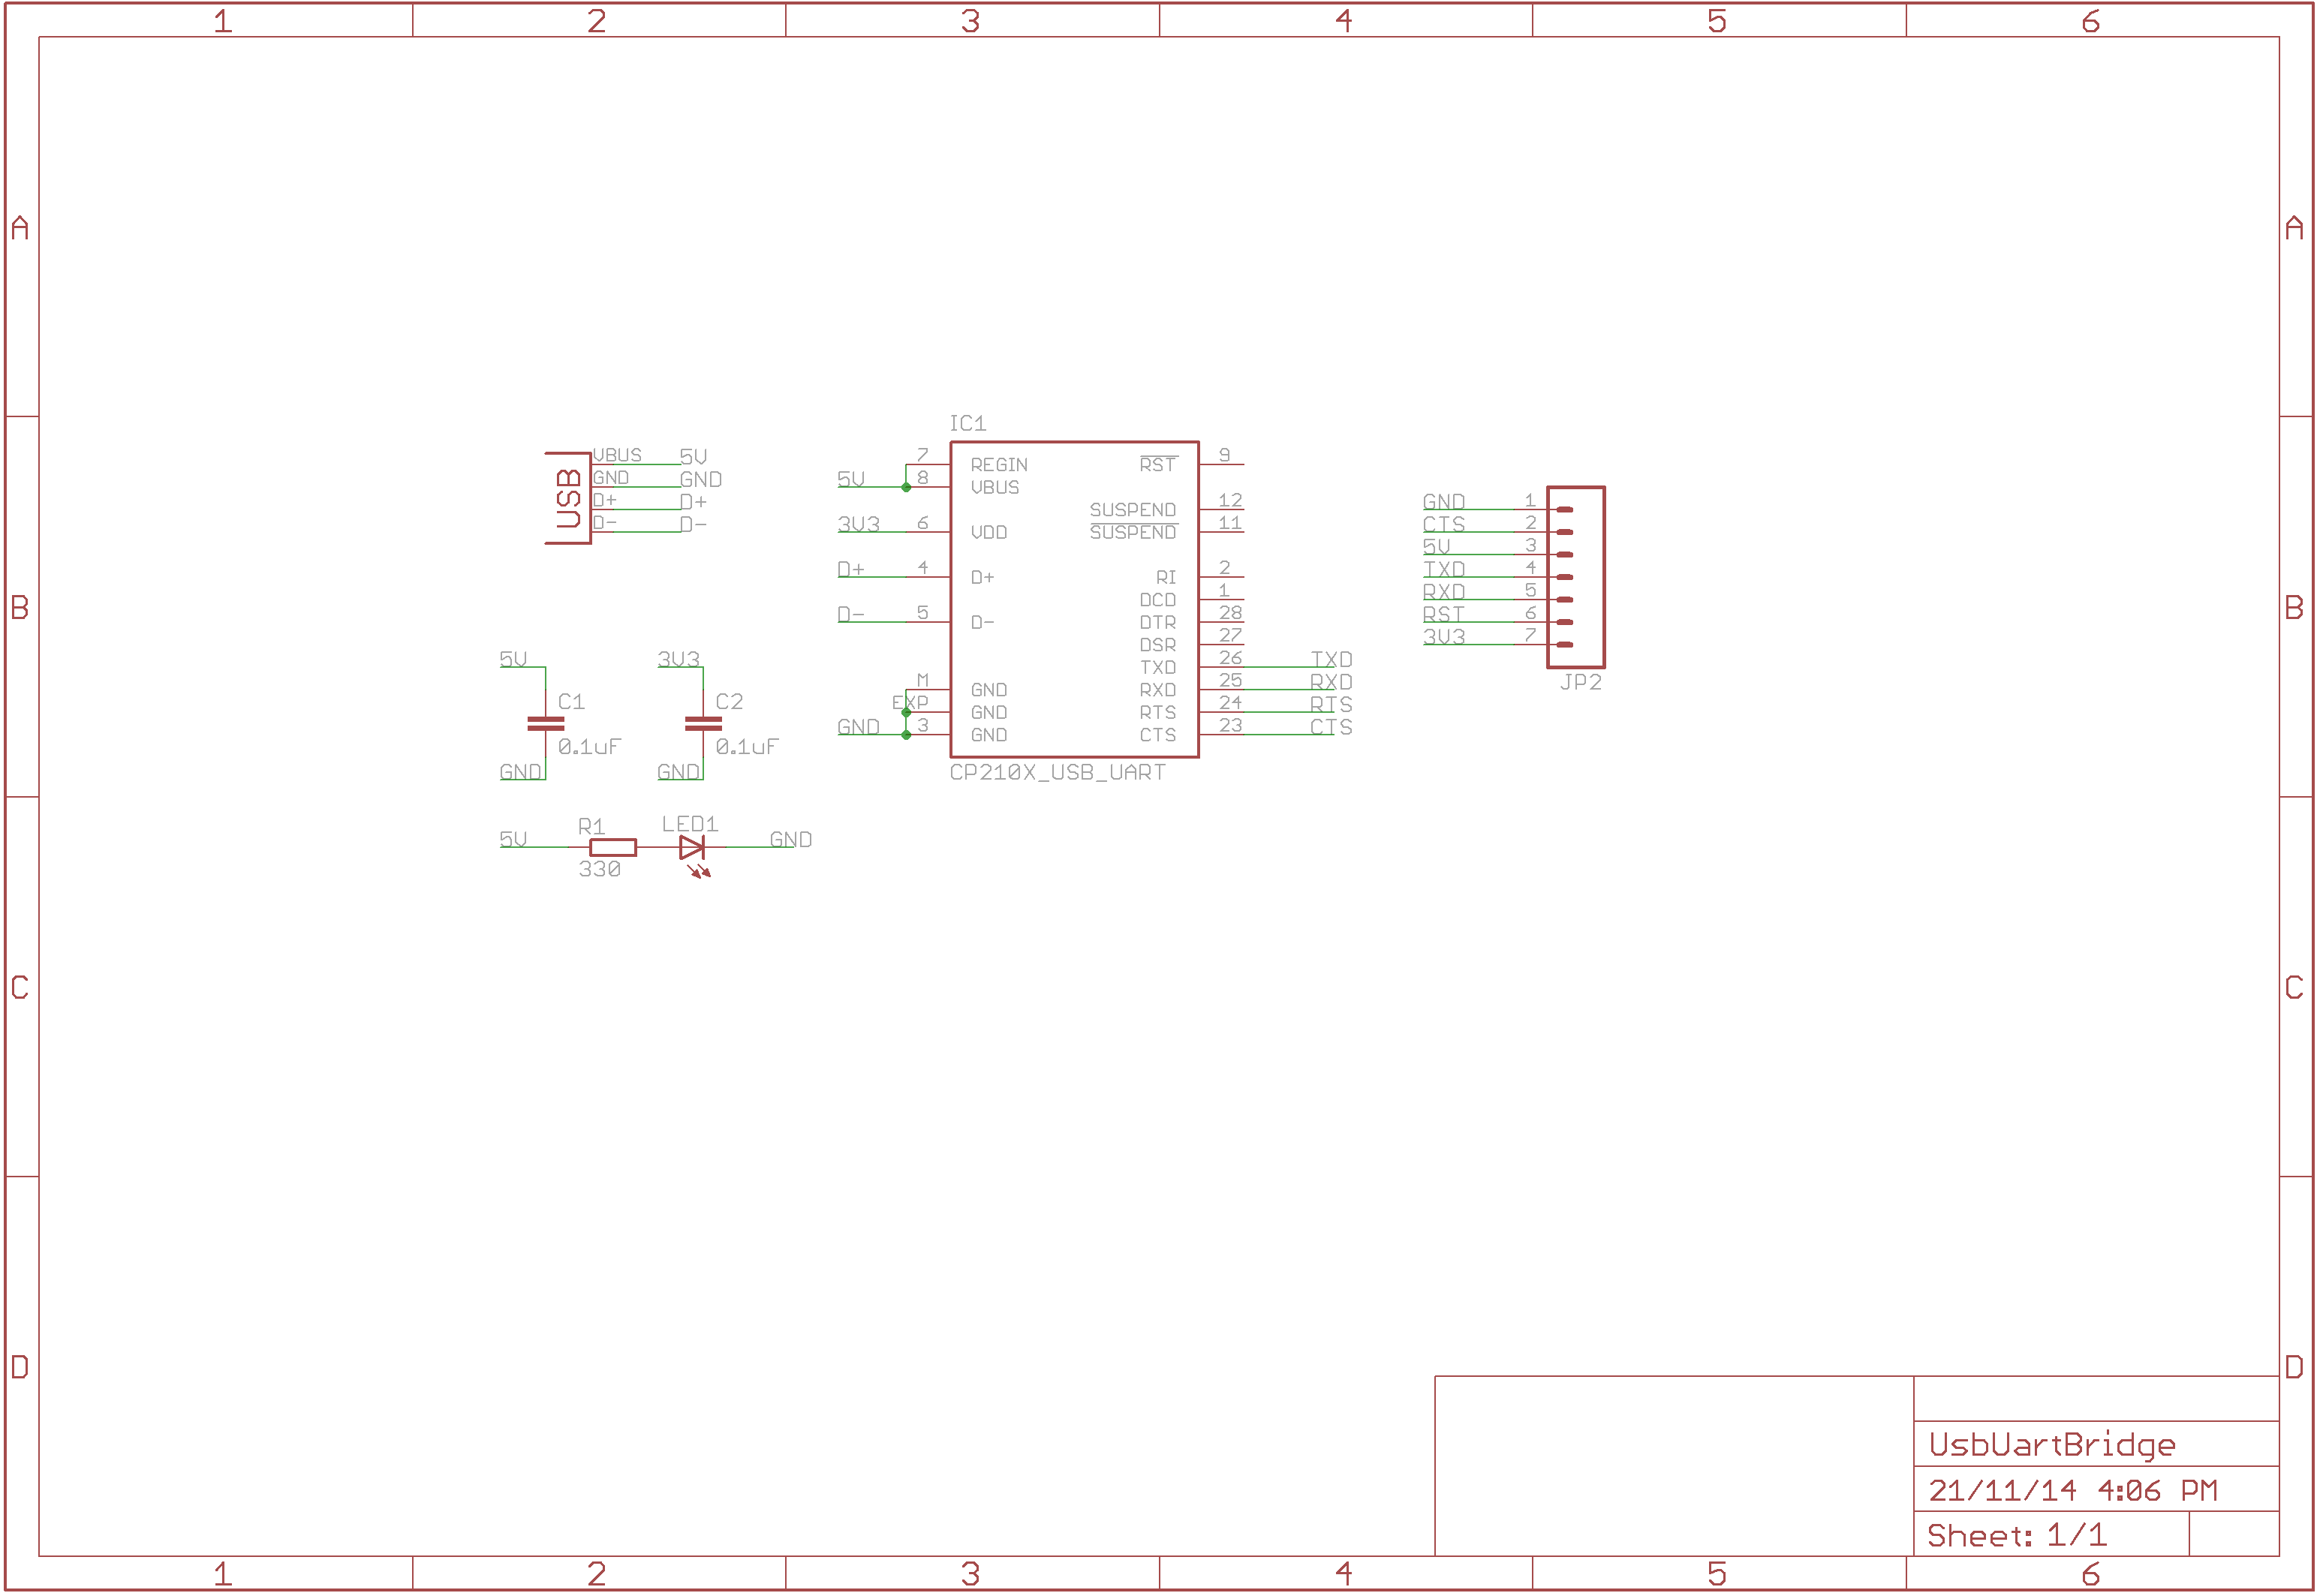 1 2 3 4 5 6
A A
IC1
USB
VBUS 5V
GND GND
D+ D+
D- D-
5V
7 REGIN
8 VBUS
3V3 6 VDD
D+ 4 D+
D- 5 D-
M GND
EXP GND
GND 3 GND
RST 9
SUSPEND 12
SUSPEND 11
RI 2
DCD 1
DTR 28
DSR 27
TXD 26 TXD
RXD 25 RXD
RTS 24 RTS
CTS 23 CTS
CP210X_USB_UART
GND 1
CTS 2
5V 3
TXD 4
RXD 5
RST 6
3V3 7
JP2
B B
5V
C1
0.1uF
GND
3V3
C2
0.1uF
GND
5V R1 LED1 GND
330
C C
D D
UsbUartBridge
21/11/14 4:06 PM
Sheet: 1/1
1 2 3 4 5 6